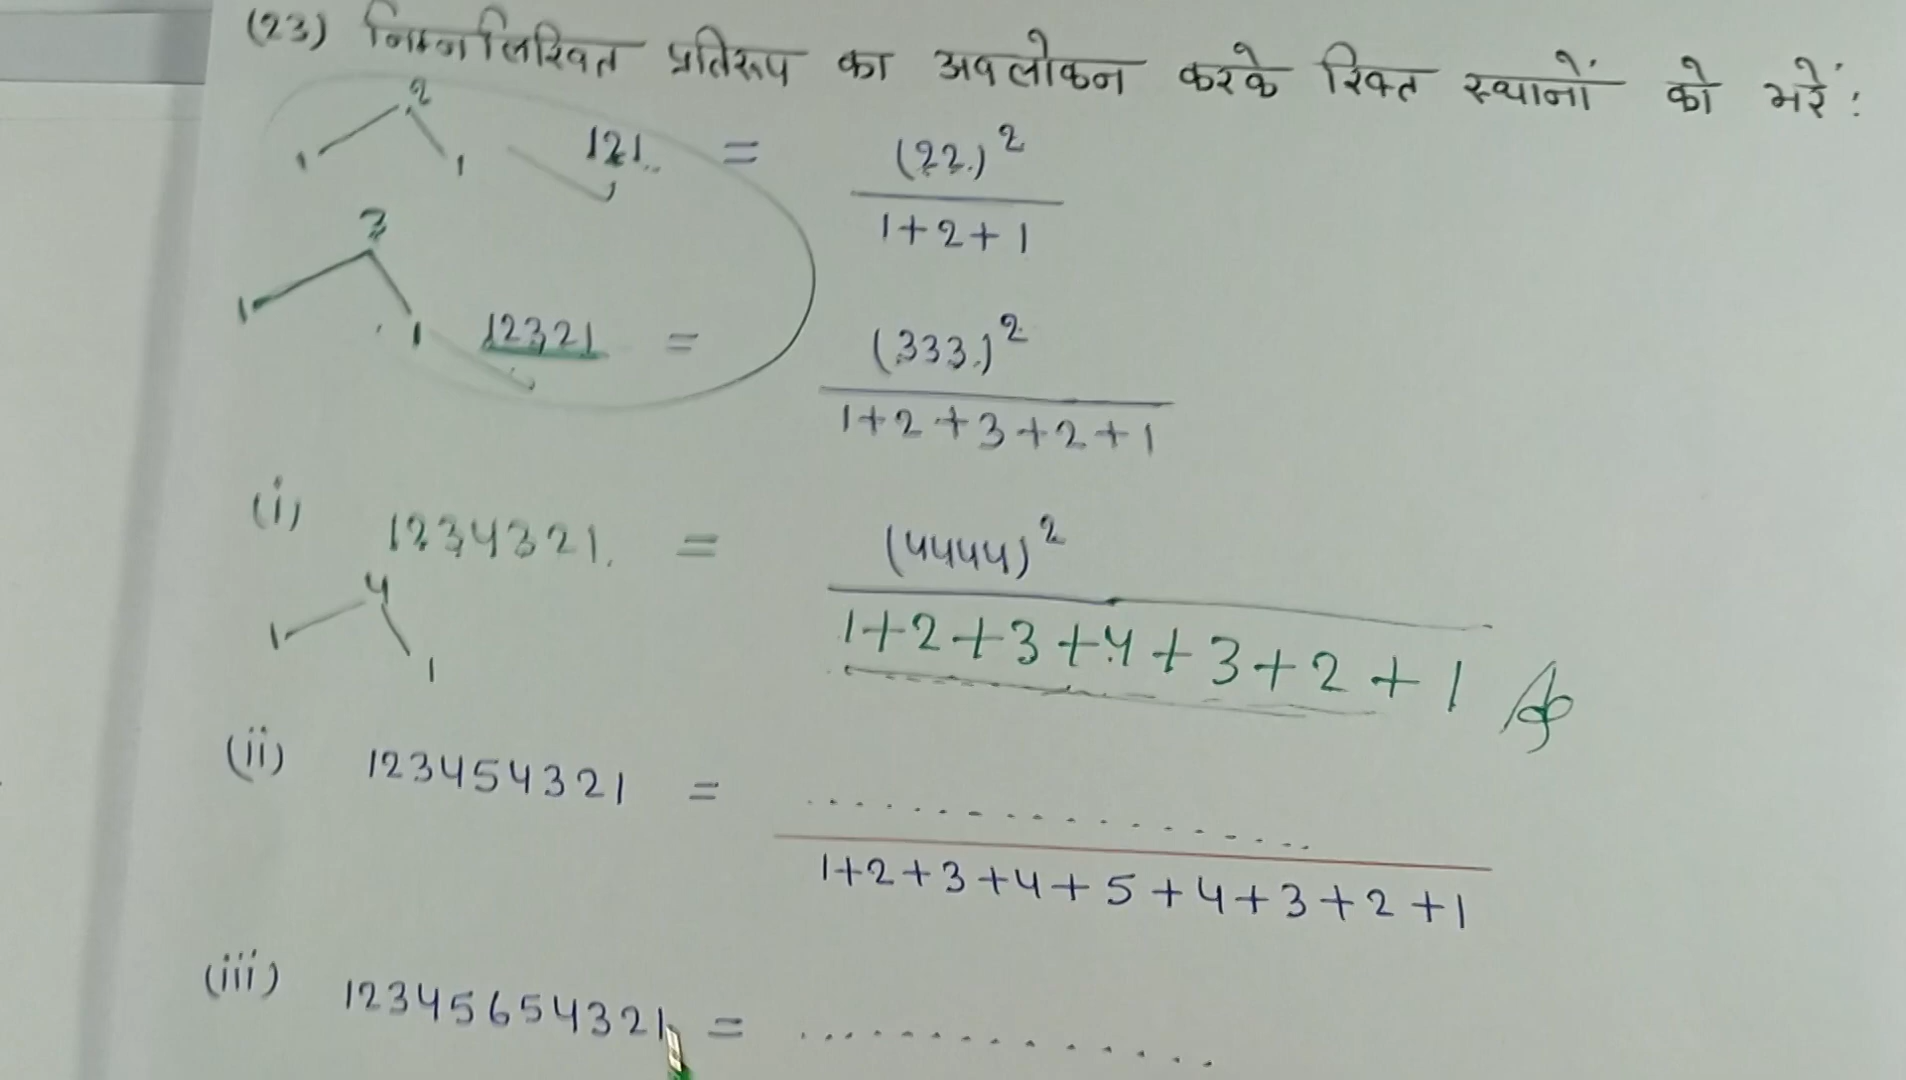 (23) निम्नलिखित प्रतिरूप का अवलोकन करके रिक्त स्थानों को भरें:
2
1 1
121 = (22)²
1+2+1
3
1 1
12321 = (333)²
1+2+3+2+1
(i) 1234321 = (4444)²
1+2+3+4+3+2+1
4
1 1
(ii) 123454321 = ..................
1+2+3+4+5+4+3+2+1
(iii) 12345654321 = ..............